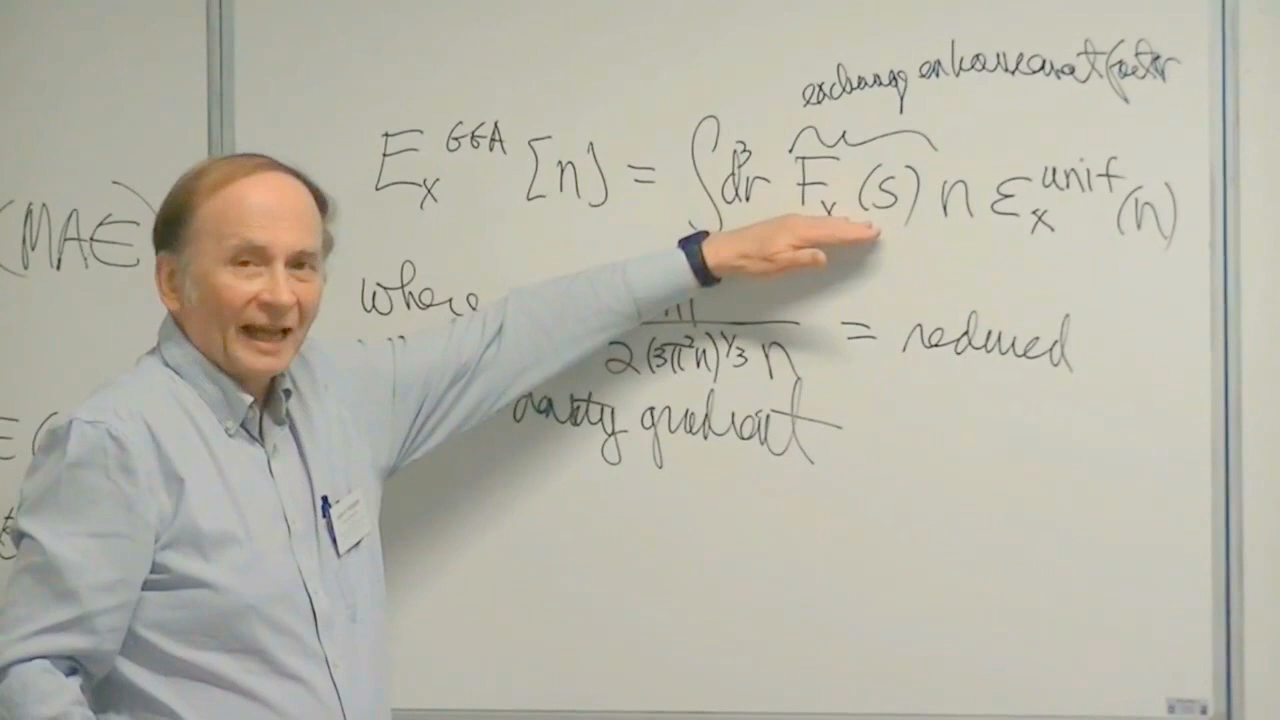 exchange enhancement factor
E_x^{GGA} [n] = ∫ d³r F_x (s) n ε_x^{unif} (n)
(MAE)
where
2(3π²n)^{1/3} n = reduced
density gradient
E(